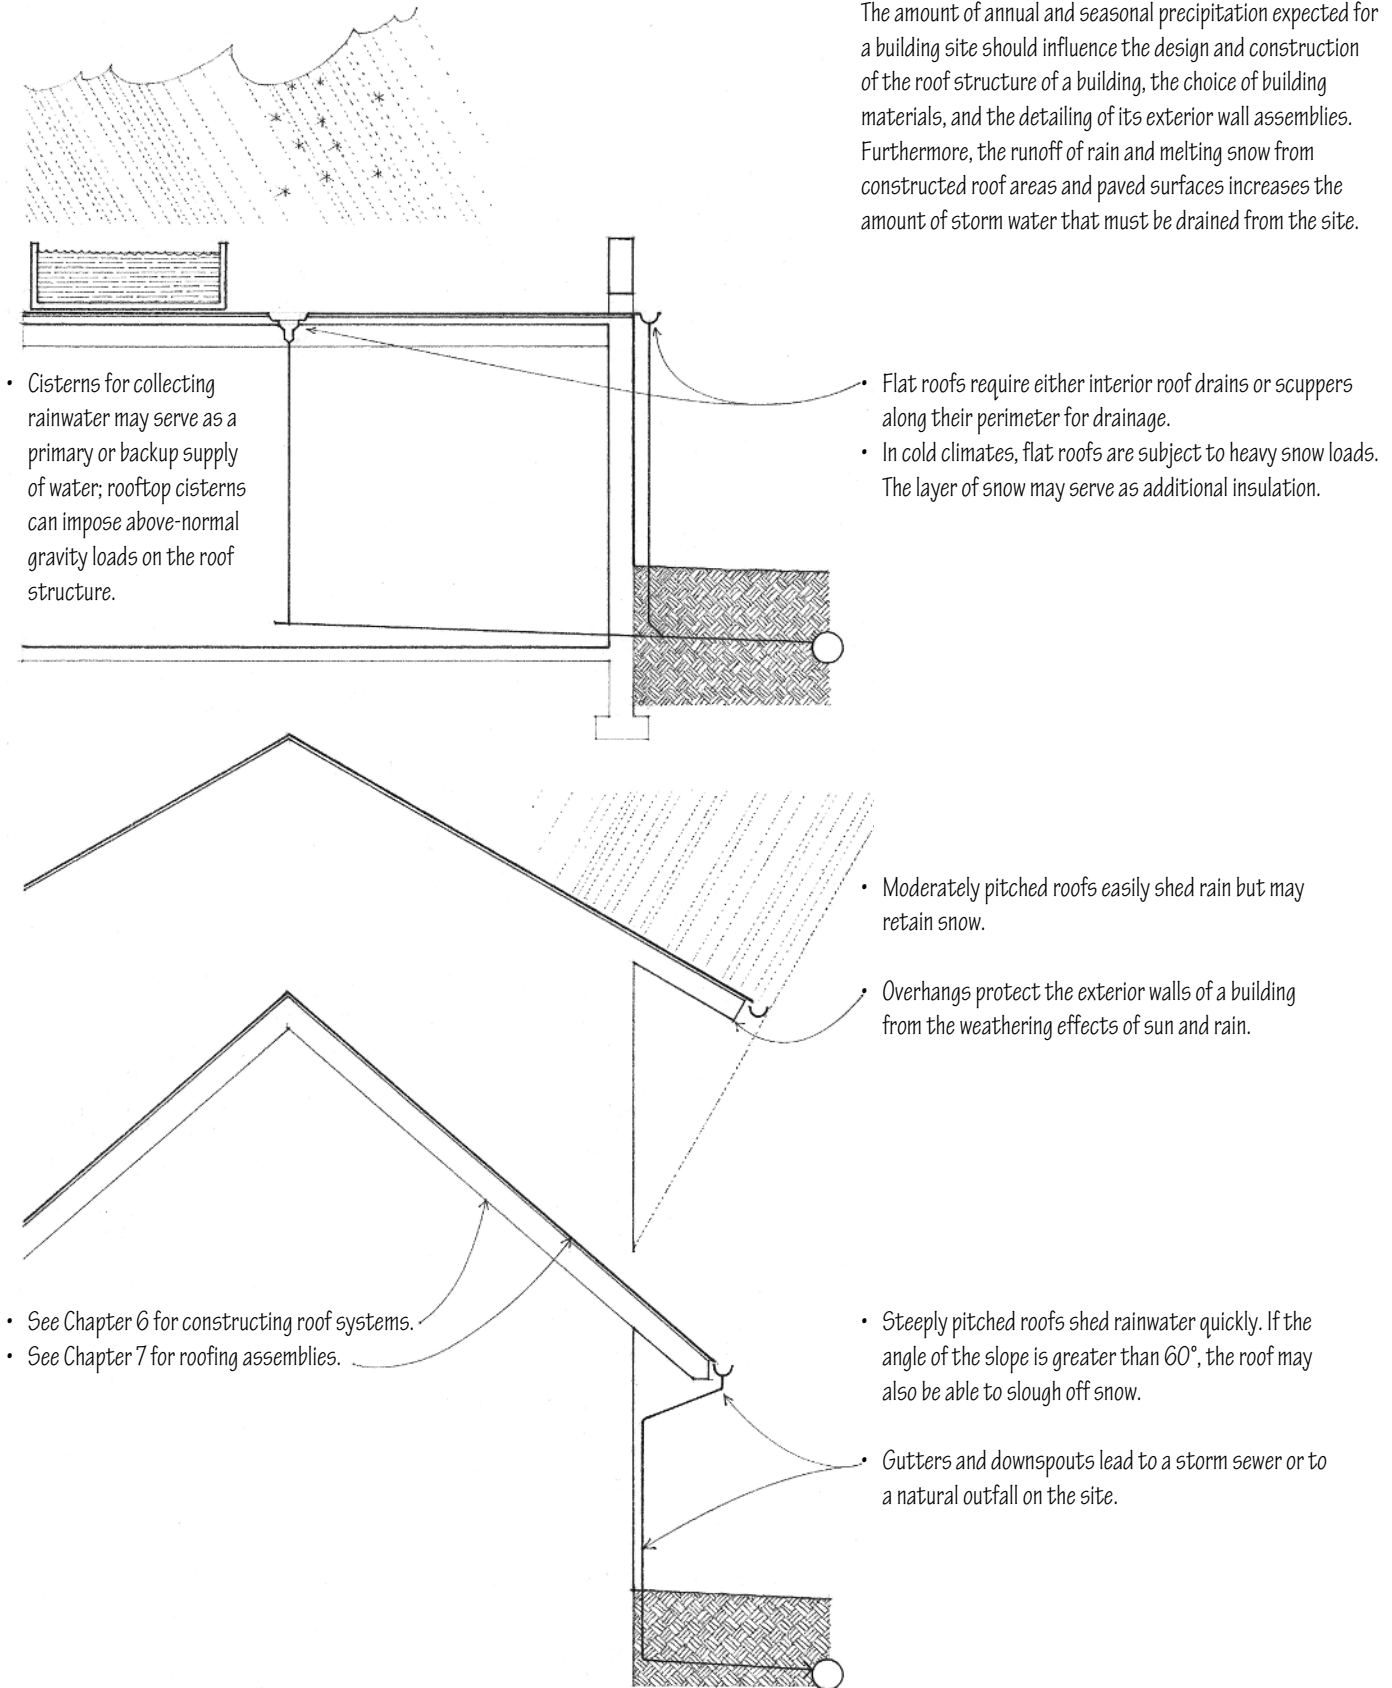 The amount of annual and seasonal precipitation expected for
a building site should influence the design and construction
of the roof structure of a building, the choice of building
materials, and the detailing of its exterior wall assemblies.
Furthermore, the runoff of rain and melting snow from
constructed roof areas and paved surfaces increases the
amount of storm water that must be drained from the site.
• Cisterns for collecting
rainwater may serve as a
primary or backup supply
of water; rooftop cisterns
can impose above-normal
gravity loads on the roof
structure.
• Flat roofs require either interior roof drains or scuppers
along their perimeter for drainage.
• In cold climates, flat roofs are subject to heavy snow loads.
The layer of snow may serve as additional insulation.
• Moderately pitched roofs easily shed rain but may
retain snow.
• Overhangs protect the exterior walls of a building
from the weathering effects of sun and rain.
• See Chapter 6 for constructing roof systems.
• See Chapter 7 for roofing assemblies.
• Steeply pitched roofs shed rainwater quickly. If the
angle of the slope is greater than 60°, the roof may
also be able to slough off snow.
• Gutters and downspouts lead to a storm sewer or to
a natural outfall on the site.